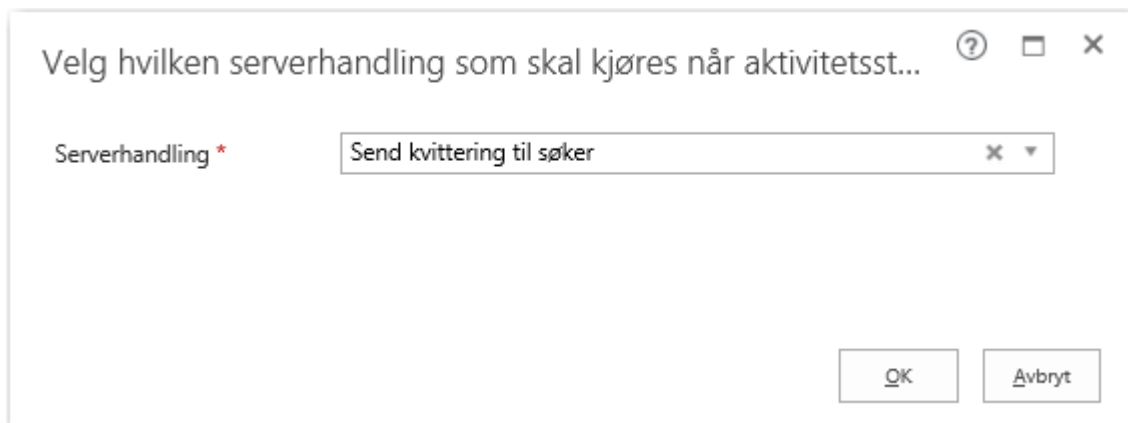 Velg hvilken serverhandling som skal kjøres når aktivitetsst...
Serverhandling * Send kvittering til søker
OK Avbryt